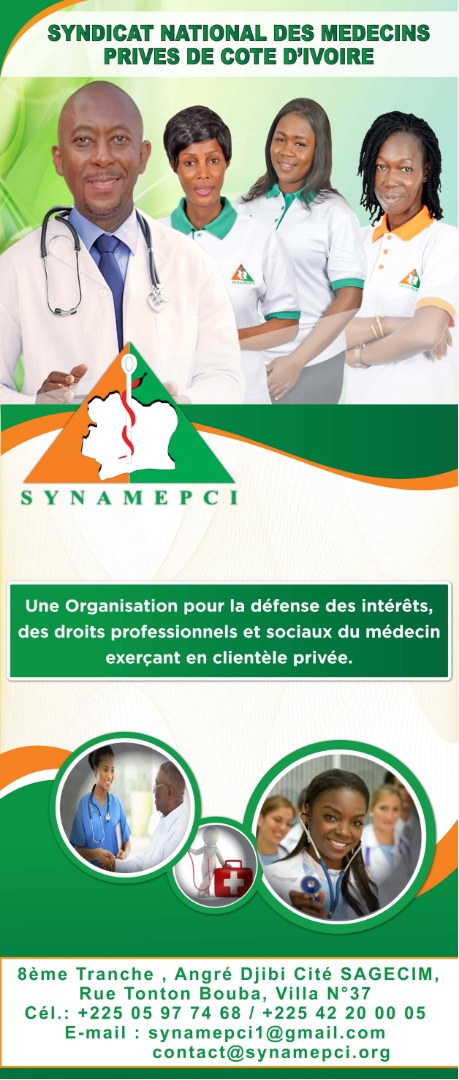 SYNDICAT NATIONAL DES MEDECINS
PRIVES DE COTE D'IVOIRE
SYNAMEPCI
SYNAMEPCI
Une Organisation pour la défense des intérêts,
des droits professionnels et sociaux du médecin
exerçant en clientèle privée.
8ème Tranche , Angré Djibi Cité SAGECIM,
Rue Tonton Bouba, Villa N°37
Cél.: +225 05 97 74 68 / +225 42 20 00 05
E-mail : synamepci1@gmail.com
contact@synamepci.org